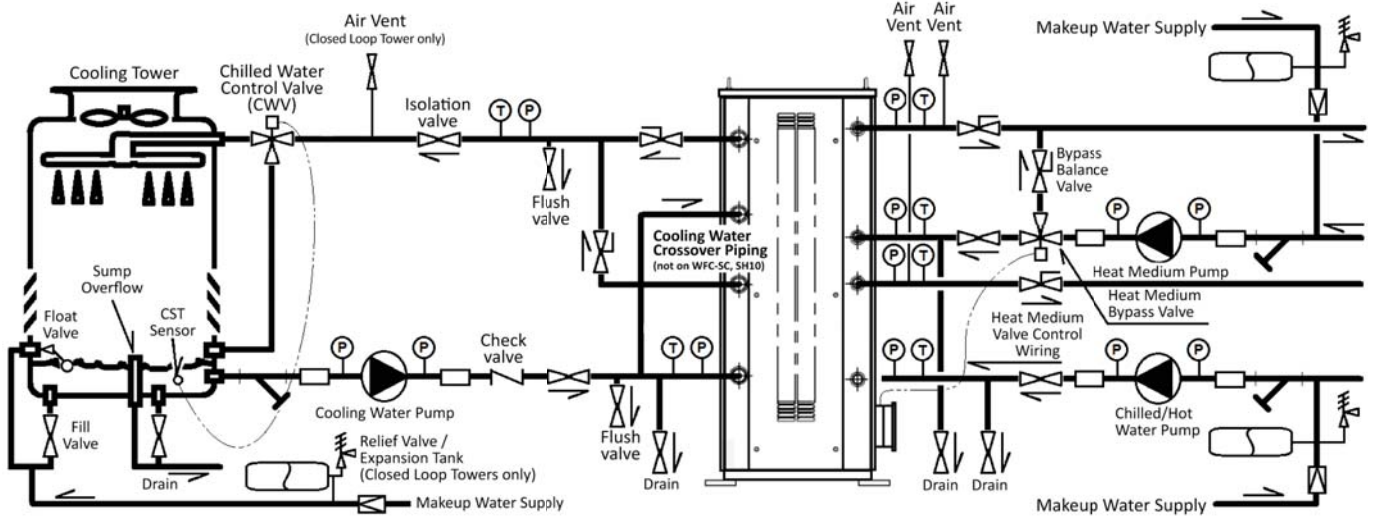 Air Vent
(Closed Loop Tower only)
Air
Vent
Air
Vent
Makeup Water Supply
Cooling Tower
Chilled Water
Control Valve
(CWV)
Isolation
valve
T
P
P
T
Flush
valve
Bypass
Balance
Valve
P
T
P
P
Cooling Water
Crossover Piping
(not on WFC-SC, SH10)
Heat Medium Pump
P
T
Heat Medium
Bypass Valve
Sump
Overflow
Float
Valve
CST
Sensor
Heat Medium
Valve Control
Wiring
P
P
Check
valve
T
P
P
T
P
P
Cooling Water Pump
Chilled/Hot
Water Pump
Fill
Valve
Flush
valve
Relief Valve /
Expansion Tank
(Closed Loop Towers only)
Drain
Drain
Drain
Drain
Makeup Water Supply
Makeup Water Supply